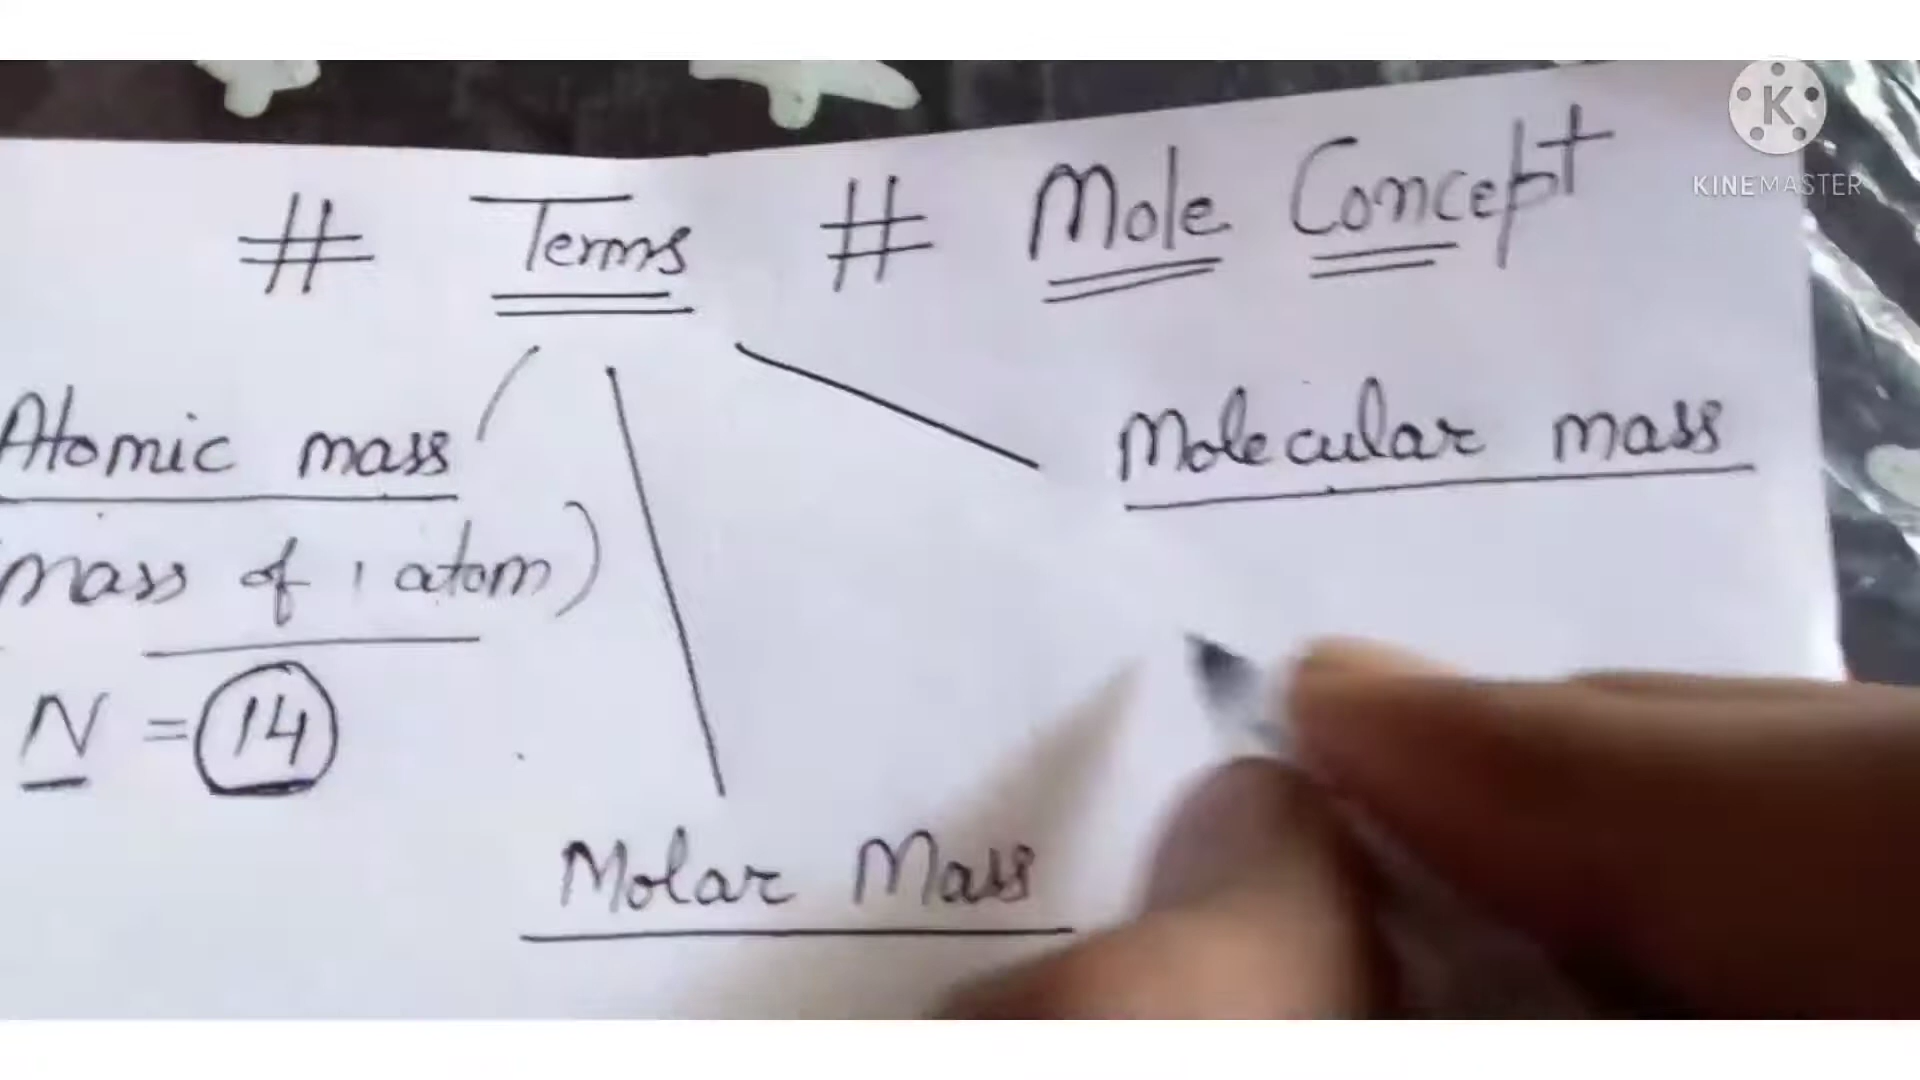 # Terms # Mole Concept
K
KINEMASTER
Atomic mass
Molecular mass
mass of 1 atom)
N = 14
Molar Mass